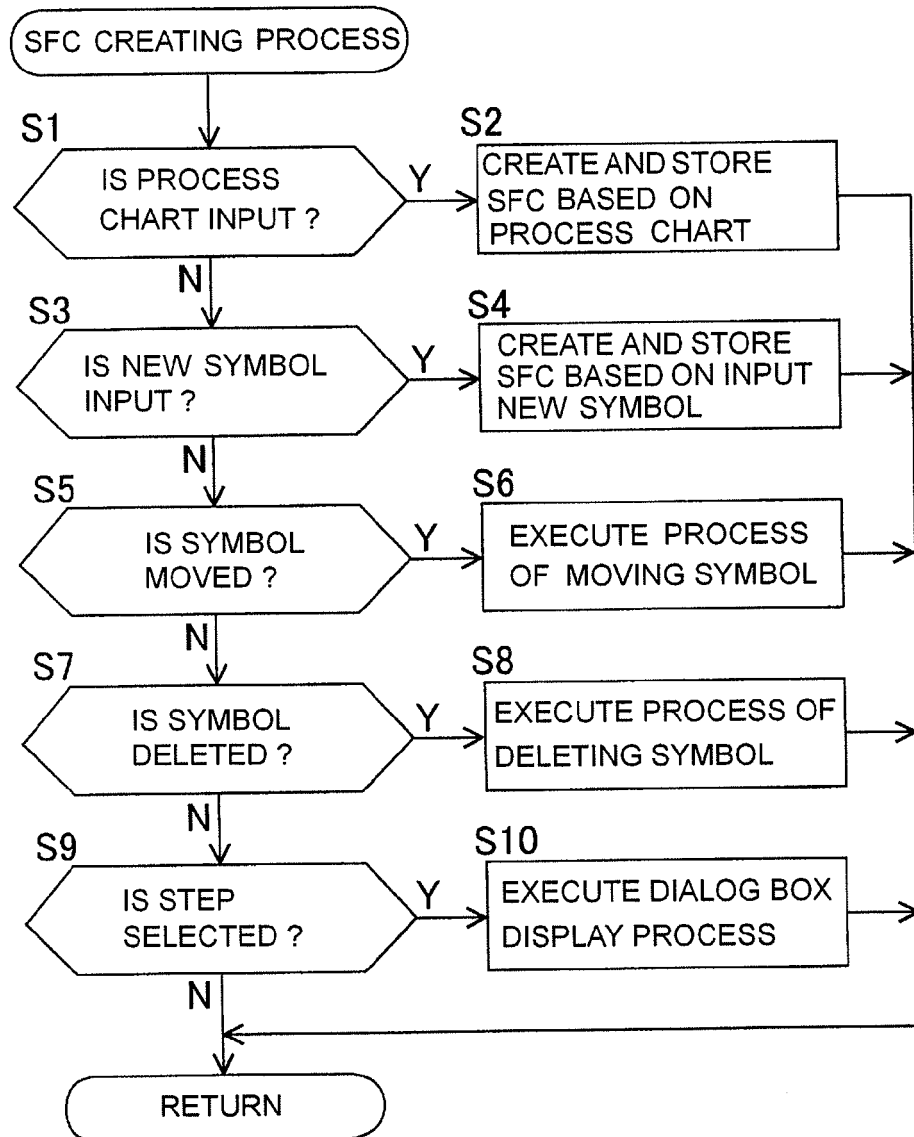 SFC CREATING PROCESS
S1
IS PROCESS
CHART INPUT ?
Y
N
S2
CREATE AND STORE
SFC BASED ON
PROCESS CHART
S3
IS NEW SYMBOL
INPUT ?
Y
N
S4
CREATE AND STORE
SFC BASED ON INPUT
NEW SYMBOL
S5
IS SYMBOL
MOVED ?
Y
N
S6
EXECUTE PROCESS
OF MOVING SYMBOL
S7
IS SYMBOL
DELETED ?
Y
N
S8
EXECUTE PROCESS OF
DELETING SYMBOL
S9
IS STEP
SELECTED ?
Y
N
S10
EXECUTE DIALOG BOX
DISPLAY PROCESS
RETURN